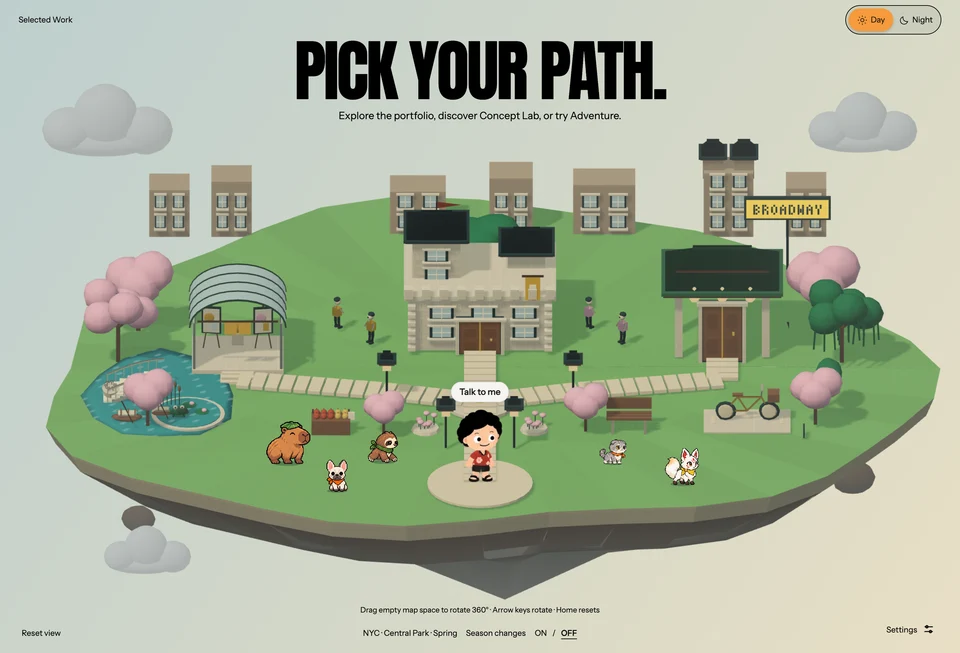 Selected Work
Day
Night
PICK YOUR PATH.
Explore the portfolio, discover Concept Lab, or try Adventure.
BROADWAY
Talk to me
Drag empty map space to rotate 360° · Arrow keys rotate · Home resets
Reset view
NYC · Central Park · Spring
Season changes
ON / OFF
Settings